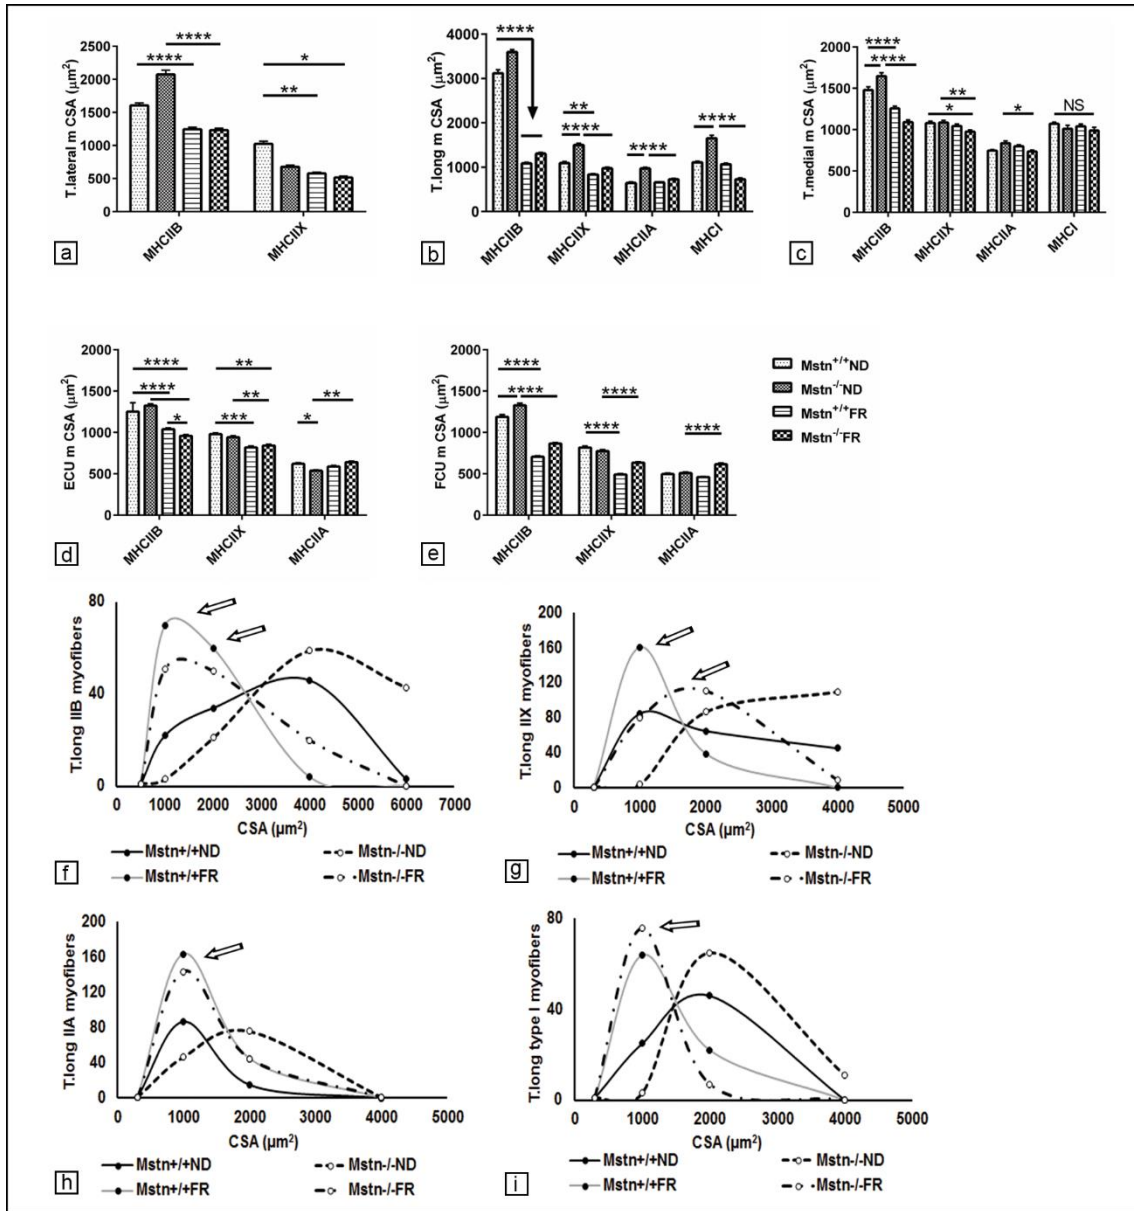 ****
****
*
**
T.lateral m CSA (μm²)
2500
2000
1500
1000
500
0
MHCIIB
MHCIIX
a
****
**
****
****
****
T.long m CSA (μm²)
4000
3000
2000
1000
0
MHCIIB
MHCIIX
MHCIIA
MHCI
b
****
****
**
*
*
NS
T.medial m CSA (μm²)
2000
1500
1000
500
0
MHCIIB
MHCIIX
MHCIIA
MHCI
c
****
****
*
**
**
***
**
*
ECU m CSA (μm²)
2000
1500
1000
500
0
MHCIIB
MHCIIX
MHCIIA
d
****
****
****
****
****
FCU m CSA (μm²)
2000
1500
1000
500
0
MHCIIB
MHCIIX
MHCIIA
e
Mstn+/+ND
Mstn-/-ND
Mstn+/+FR
Mstn-/-FR
T.long IIB myofibers
80
40
0
0 1000 2000 3000 4000 5000 6000 7000
CSA (μm²)
Mstn+/+ND Mstn-/-ND
Mstn+/+FR Mstn-/-FR
f
T.long IIX myofibers
200
160
120
80
40
0
0 1000 2000 3000 4000 5000
CSA (μm²)
Mstn+/+ND Mstn-/-ND
Mstn+/+FR Mstn-/-FR
g
T.long IIA myofibers
200
160
120
80
40
0
0 1000 2000 3000 4000 5000
CSA (μm²)
Mstn+/+ND Mstn-/-ND
Mstn+/+FR Mstn-/-FR
h
T.long type I myofibers
80
40
0
0 1000 2000 3000 4000 5000
CSA (μm²)
Mstn+/+ND Mstn-/-ND
Mstn+/+FR Mstn-/-FR
i